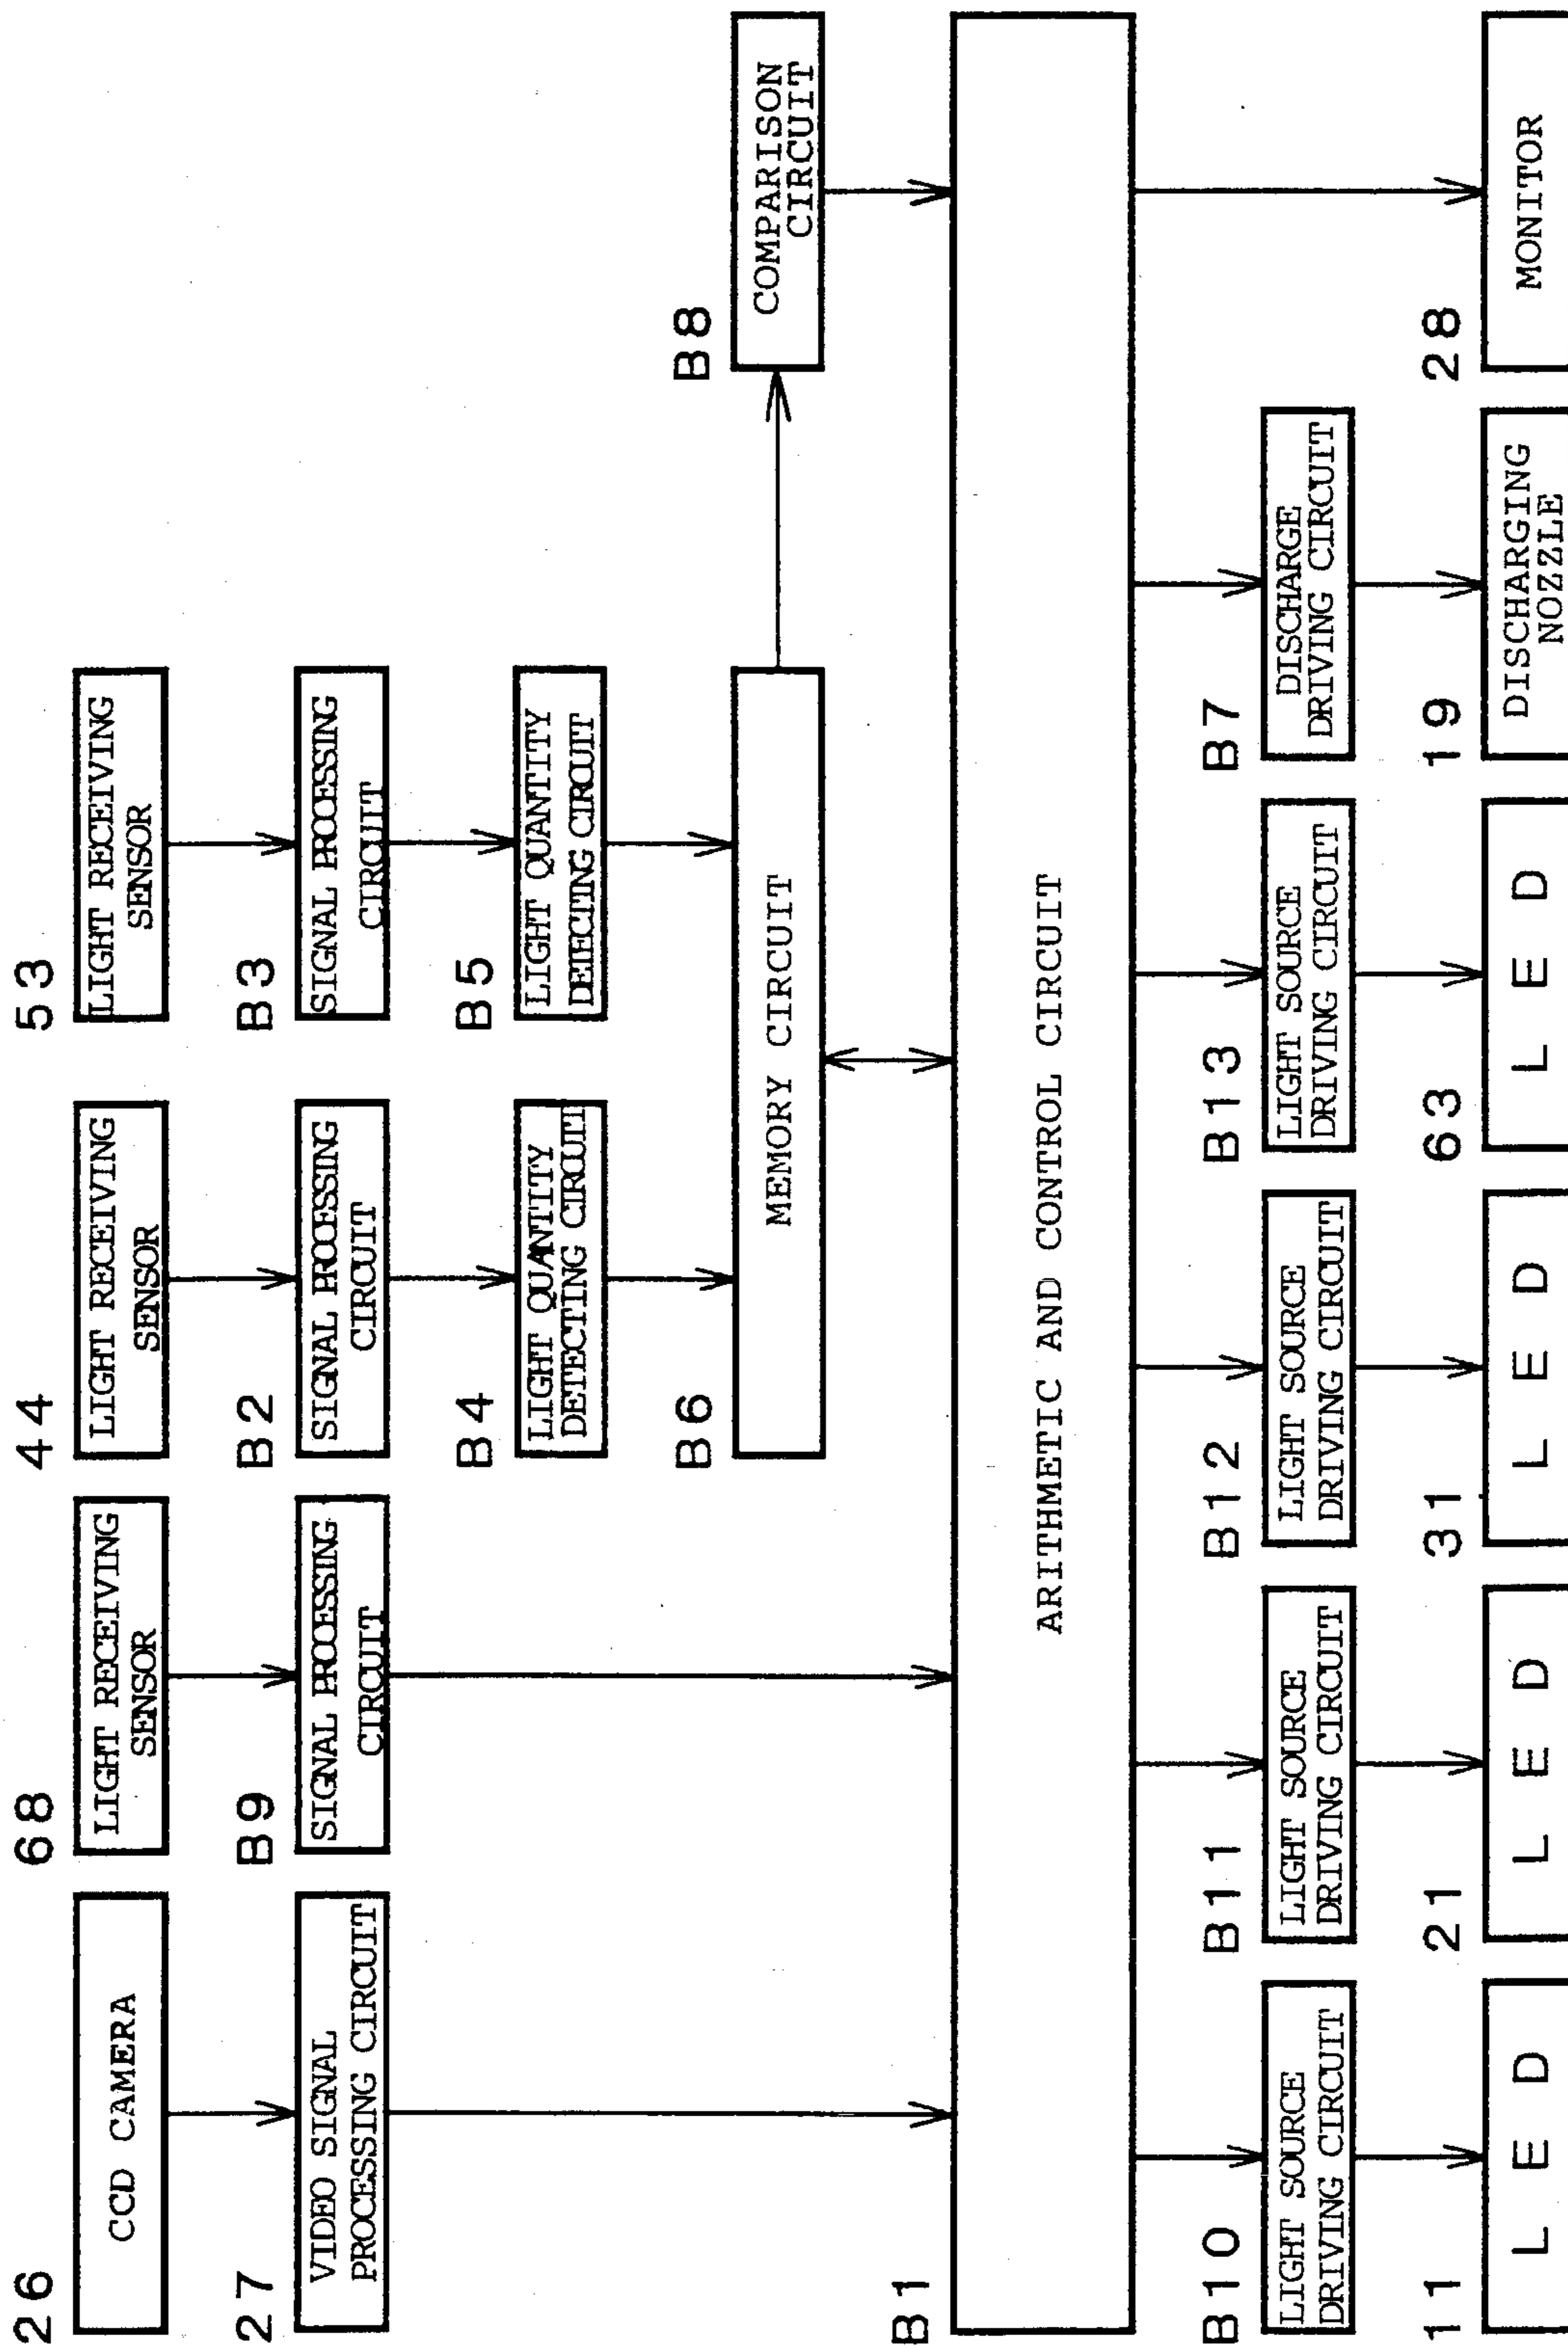 26
CCD CAMERA
68
LIGHT RECEIVING
SENSOR
44
LIGHT RECEIVING
SENSOR
53
LIGHT RECEIVING
SENSOR
27
VIDEO SIGNAL
PROCESSING CIRCUIT
B9
SIGNAL PROCESSING
CIRCUIT
B2
SIGNAL PROCESSING
CIRCUIT
B3
SIGNAL PROCESSING
CIRCUIT
B4
LIGHT QUANTITY
DETECTING CIRCUIT
B5
LIGHT QUANTITY
DETECTING CIRCUIT
B6
MEMORY CIRCUIT
B8
COMPARISON
CIRCUIT
B1
ARITHMETIC AND CONTROL CIRCUIT
B10
LIGHT SOURCE
DRIVING CIRCUIT
B11
LIGHT SOURCE
DRIVING CIRCUIT
B12
LIGHT SOURCE
DRIVING CIRCUIT
B13
LIGHT SOURCE
DRIVING CIRCUIT
B7
DISCHARGE
DRIVING CIRCUIT
11
LED
21
LED
31
LED
63
LED
19
DISCHARGING
NOZZLE
28
MONITOR